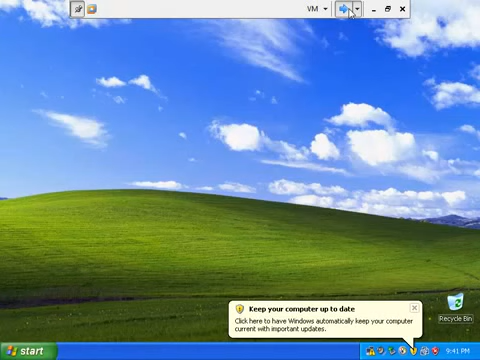 VM
Keep your computer up to date
Click here to have Windows automatically keep your computer
current with important updates.
Recycle Bin
start
9:41 PM